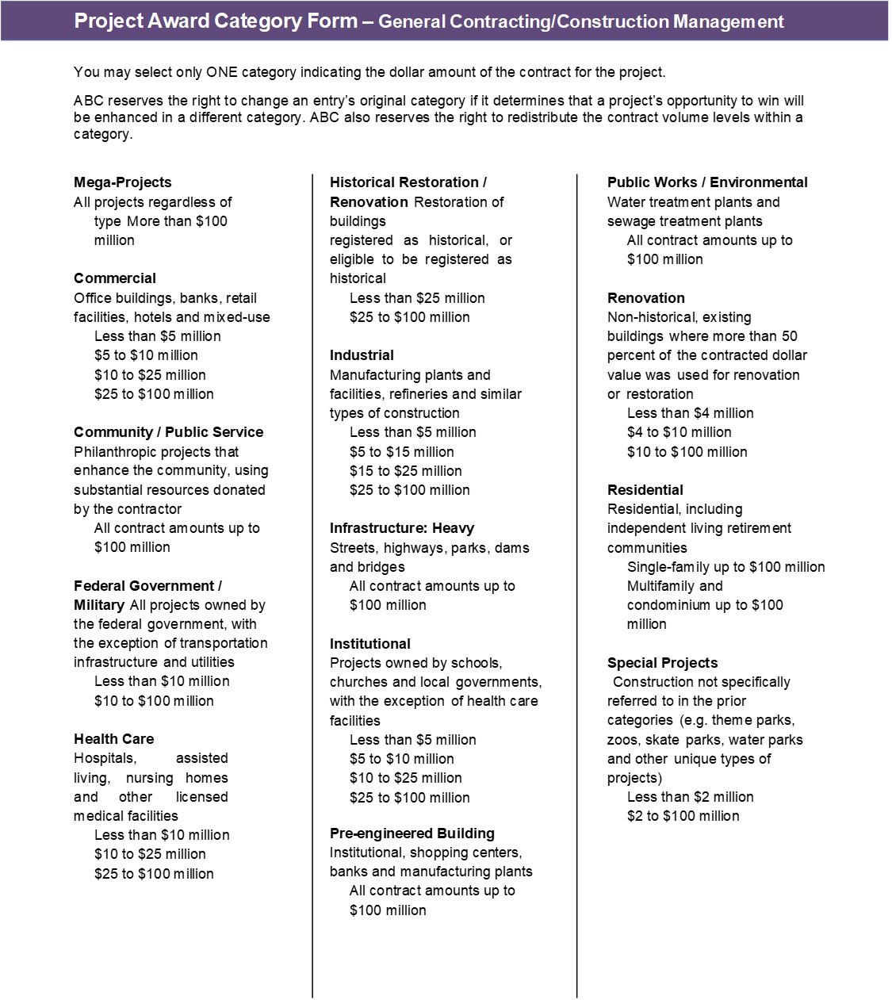 Project Award Category Form – General Contracting/Construction Management
You may select only ONE category indicating the dollar amount of the contract for the project.
ABC reserves the right to change an entry’s original category if it determines that a project’s opportunity to win will
be enhanced in a different category. ABC also reserves the right to redistribute the contract volume levels within a
category.
Mega-Projects
All projects regardless of
type More than $100
million
Commercial
Office buildings, banks, retail
facilities, hotels and mixed-use
Less than $5 million
$5 to $10 million
$10 to $25 million
$25 to $100 million
Community / Public Service
Philanthropic projects that
enhance the community, using
substantial resources donated
by the contractor
All contract amounts up to
$100 million
Federal Government /
Military All projects owned by
the federal government, with
the exception of transportation
infrastructure and utilities
Less than $10 million
$10 to $100 million
Health Care
Hospitals, assisted
living, nursing homes
and other licensed
medical facilities
Less than $10 million
$10 to $25 million
$25 to $100 million
Historical Restoration /
Renovation Restoration of
buildings
registered as historical, or
eligible to be registered as
historical
Less than $25 million
$25 to $100 million
Industrial
Manufacturing plants and
facilities, refineries and similar
types of construction
Less than $5 million
$5 to $15 million
$15 to $25 million
$25 to $100 million
Infrastructure: Heavy
Streets, highways, parks, dams
and bridges
All contract amounts up to
$100 million
Institutional
Projects owned by schools,
churches and local governments,
with the exception of health care
facilities
Less than $5 million
$5 to $10 million
$10 to $25 million
$25 to $100 million
Pre-engineered Building
Institutional, shopping centers,
banks and manufacturing plants
All contract amounts up to
$100 million
Public Works / Environmental
Water treatment plants and
sewage treatment plants
All contract amounts up to
$100 million
Renovation
Non-historical, existing
buildings where more than 50
percent of the contracted dollar
value was used for renovation
or restoration
Less than $4 million
$4 to $10 million
$10 to $100 million
Residential
Residential, including
independent living retirement
communities
Single-family up to $100 million
Multifamily and
condominium up to $100
million
Special Projects
Construction not specifically
referred to in the prior
categories (e.g. theme parks,
zoos, skate parks, water parks
and other unique types of
projects)
Less than $2 million
$2 to $100 million